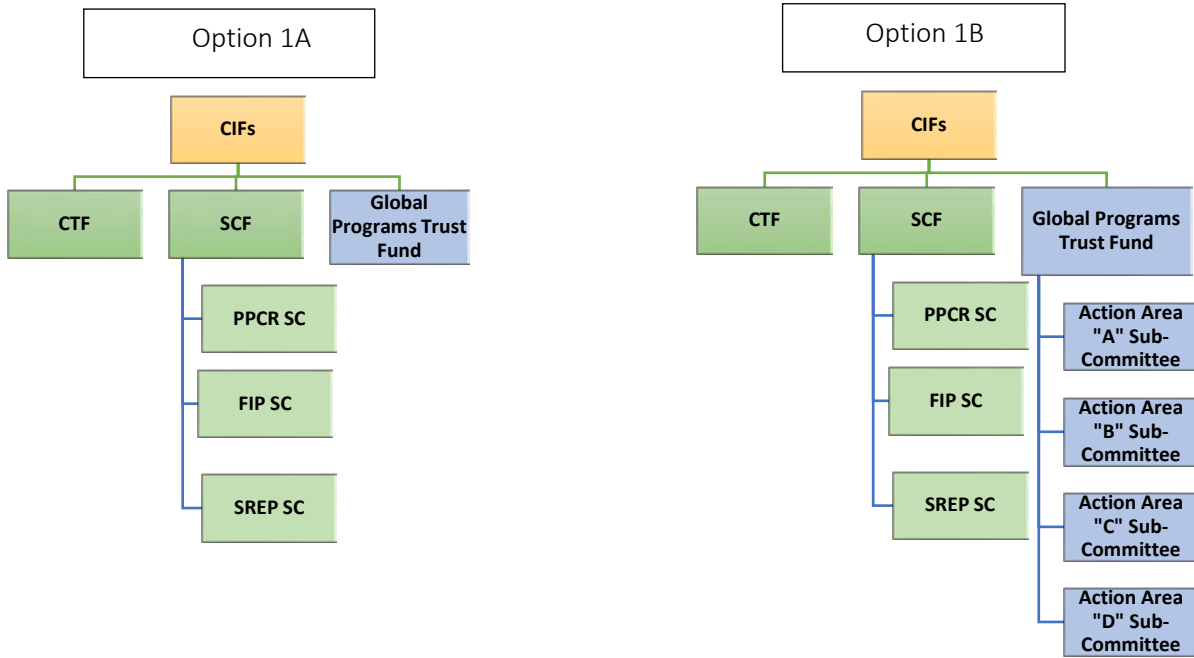 Option 1A
CIFs
CTF
SCF
Global
Programs Trust
Fund
PPCR SC
FIP SC
SREP SC
Option 1B
CIFs
CTF
SCF
Global Programs
Trust Fund
PPCR SC
FIP SC
SREP SC
Action Area
"A" Sub-
Committee
Action Area
"B" Sub-
Committee
Action Area
"C" Sub-
Committee
Action Area
"D" Sub-
Committee